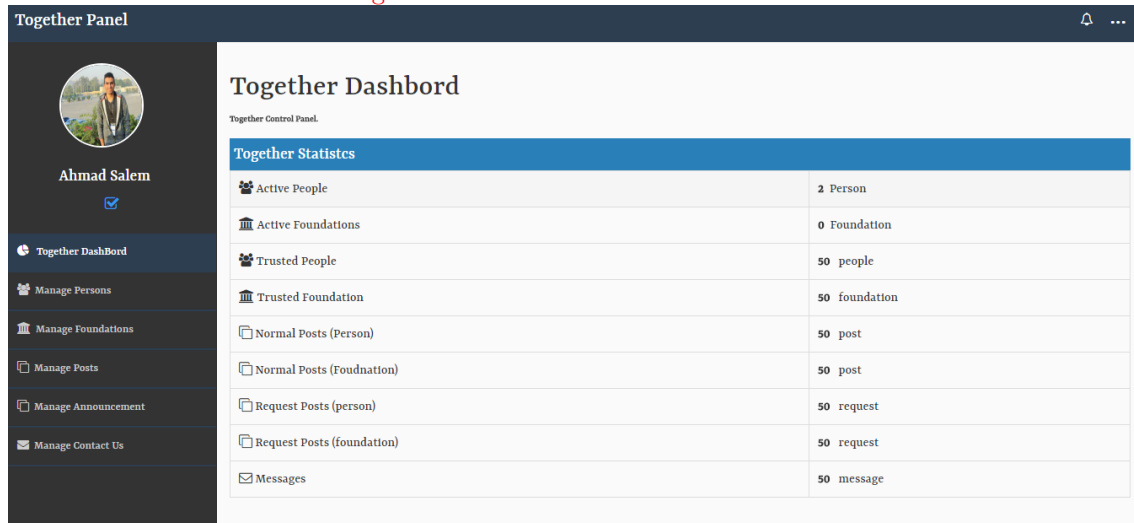 Together Panel
Ahmad Salem
Together DashBord
Manage Persons
Manage Foundations
Manage Posts
Manage Announcement
Manage Contact Us
Together Dashbord
Together Control Panel.
Together Statistcs
Active People 2 Person
Active Foundations 0 Foundation
Trusted People 50 people
Trusted Foundation 50 foundation
Normal Posts (Person) 50 post
Normal Posts (Foudnation) 50 post
Request Posts (person) 50 request
Request Posts (foundation) 50 request
Messages 50 message